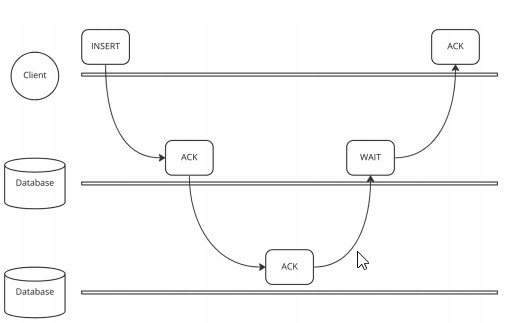 INSERT
ACK
Client
ACK
WAIT
Database
ACK
Database